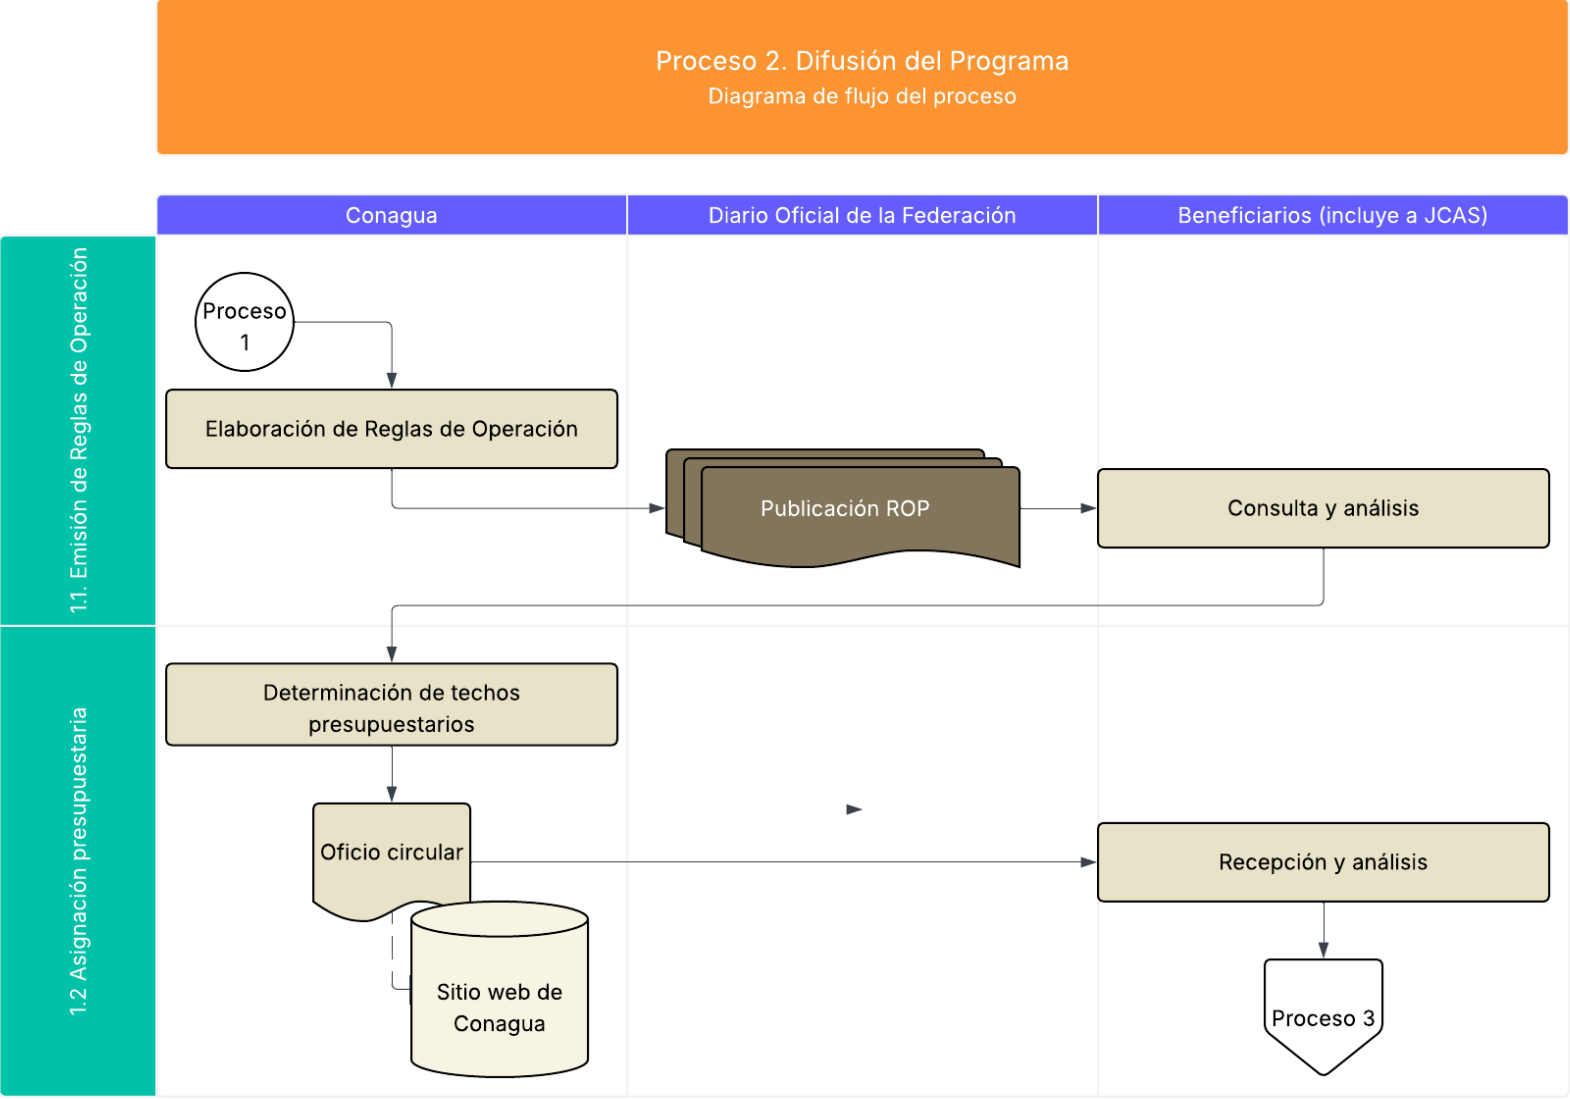 Proceso 2. Difusión del Programa
Diagrama de flujo del proceso
Conagua
Diario Oficial de la Federación
Beneficiarios (incluye a JCAS)
1.1. Emisión de Reglas de Operación
Proceso
1
Elaboración de Reglas de Operación
Publicación ROP
Consulta y análisis
1.2 Asignación presupuestaria
Determinación de techos
presupuestarios
Oficio circular
Recepción y análisis
Sitio web de
Conagua
Proceso 3